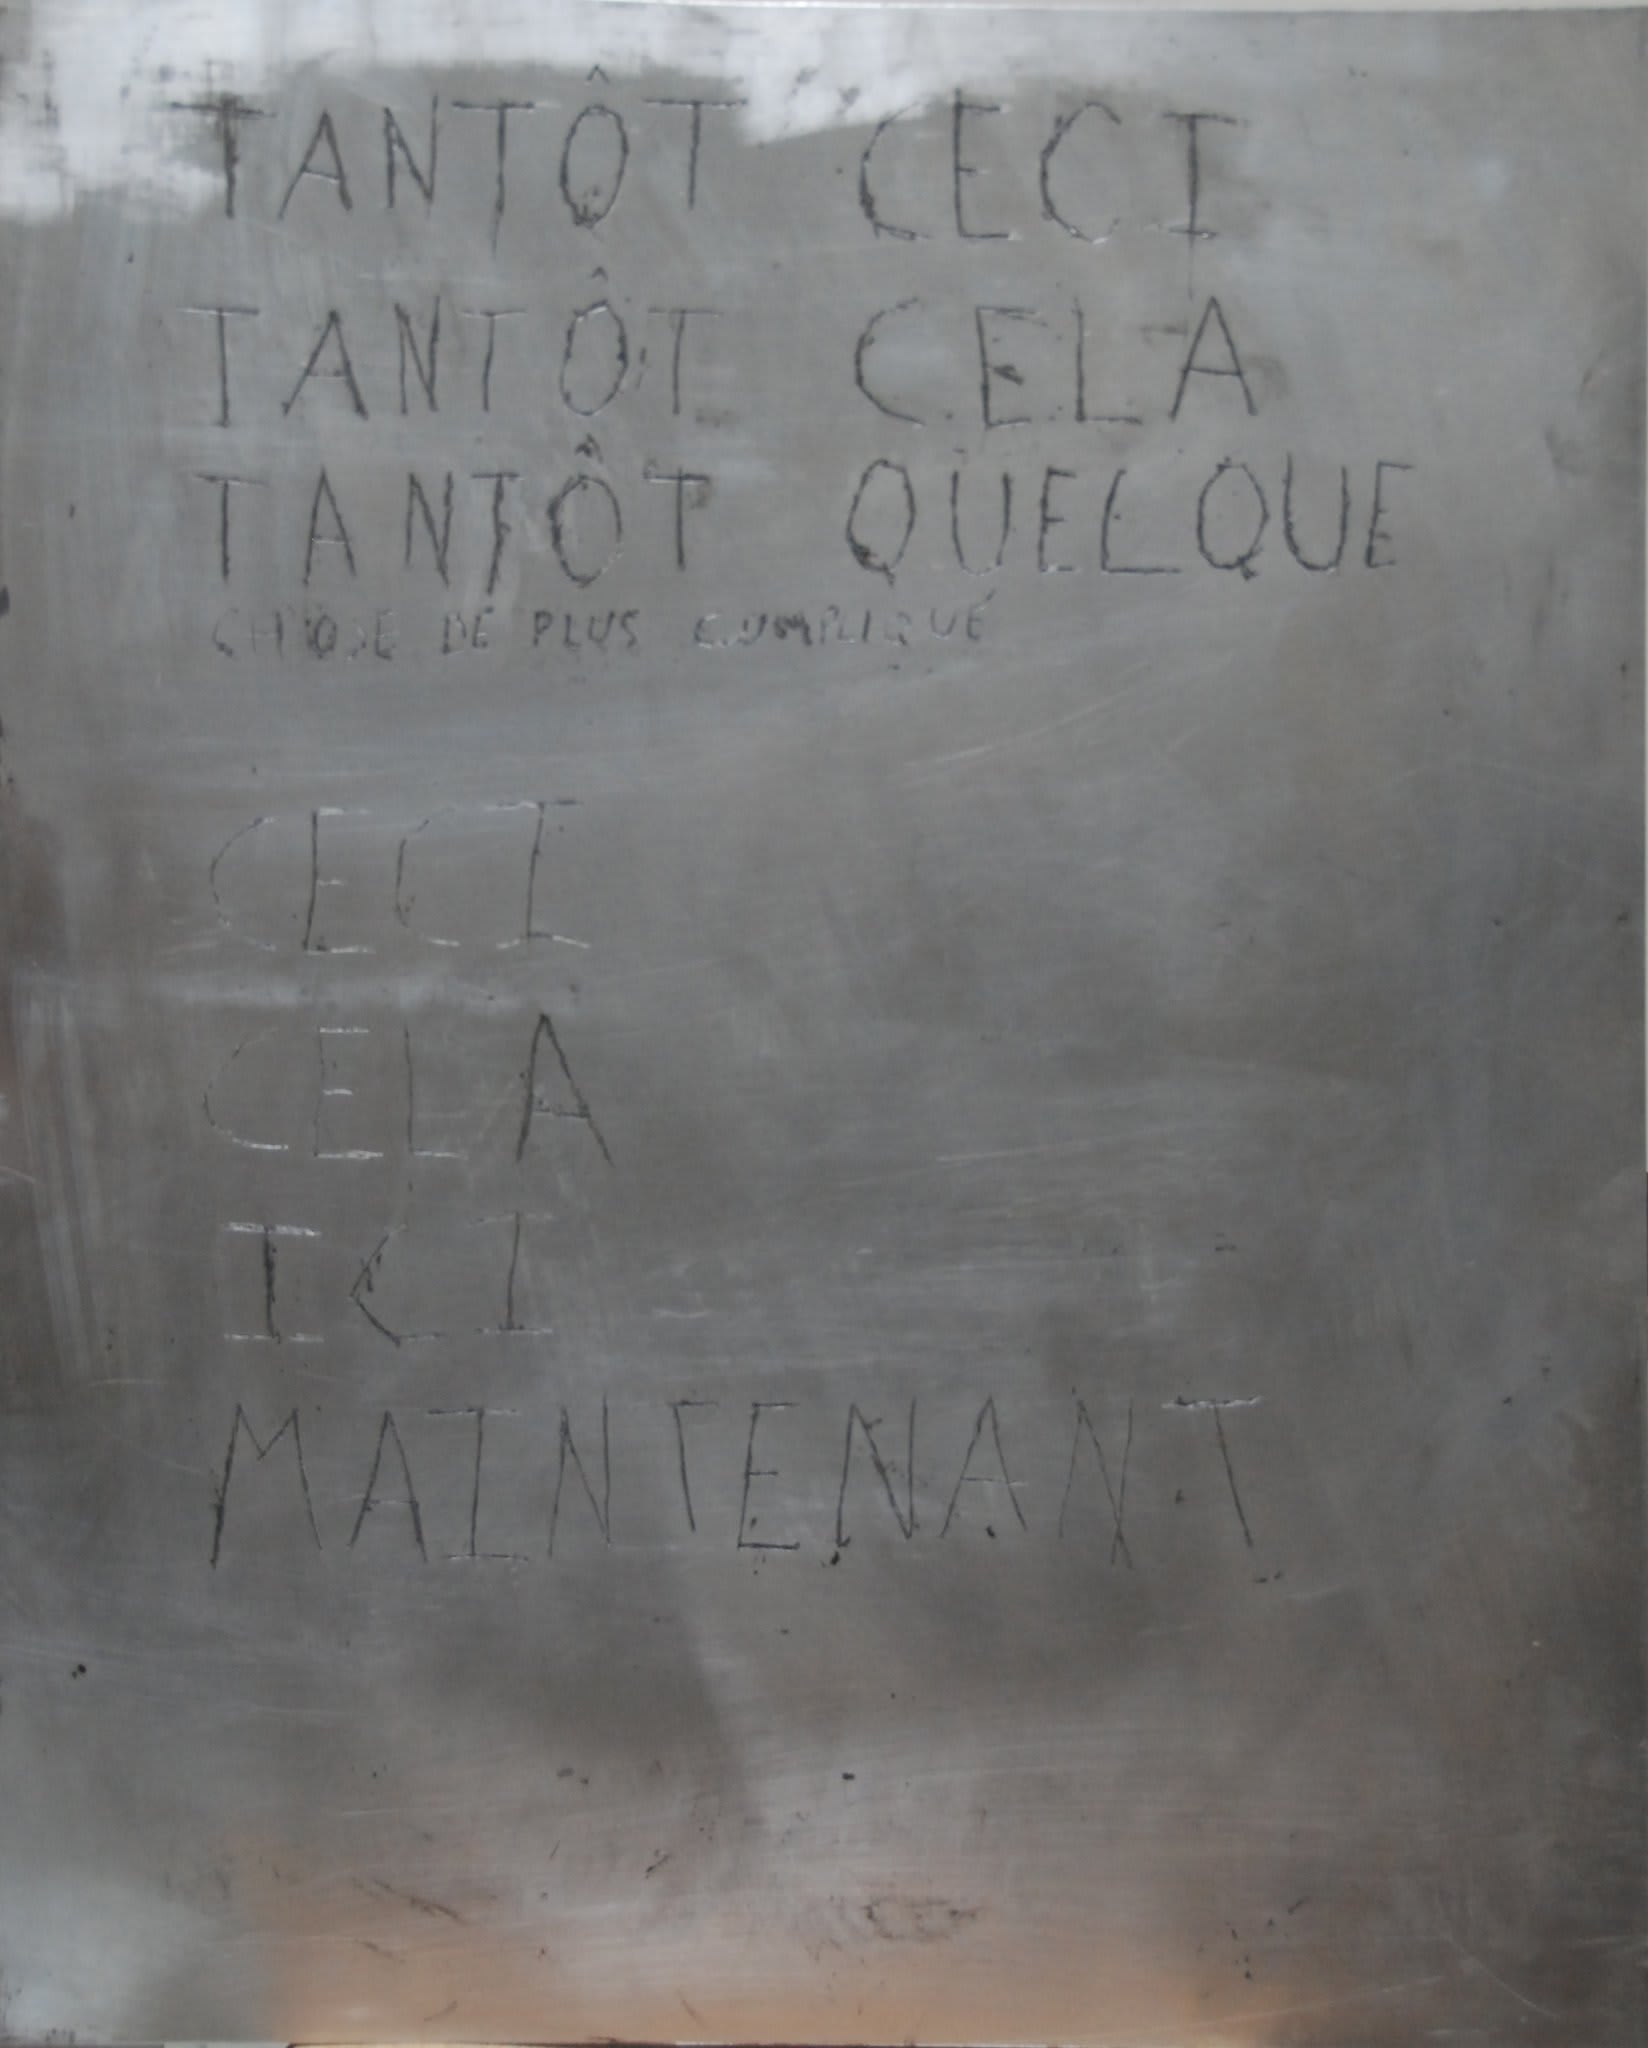 TANTÔT CECI
TANTÔT CELA
TANTÔT QUELQUE
CHOSE DE PLUS COMPLIQUÉ
CECI
CELA
ICI
MAINTENANT